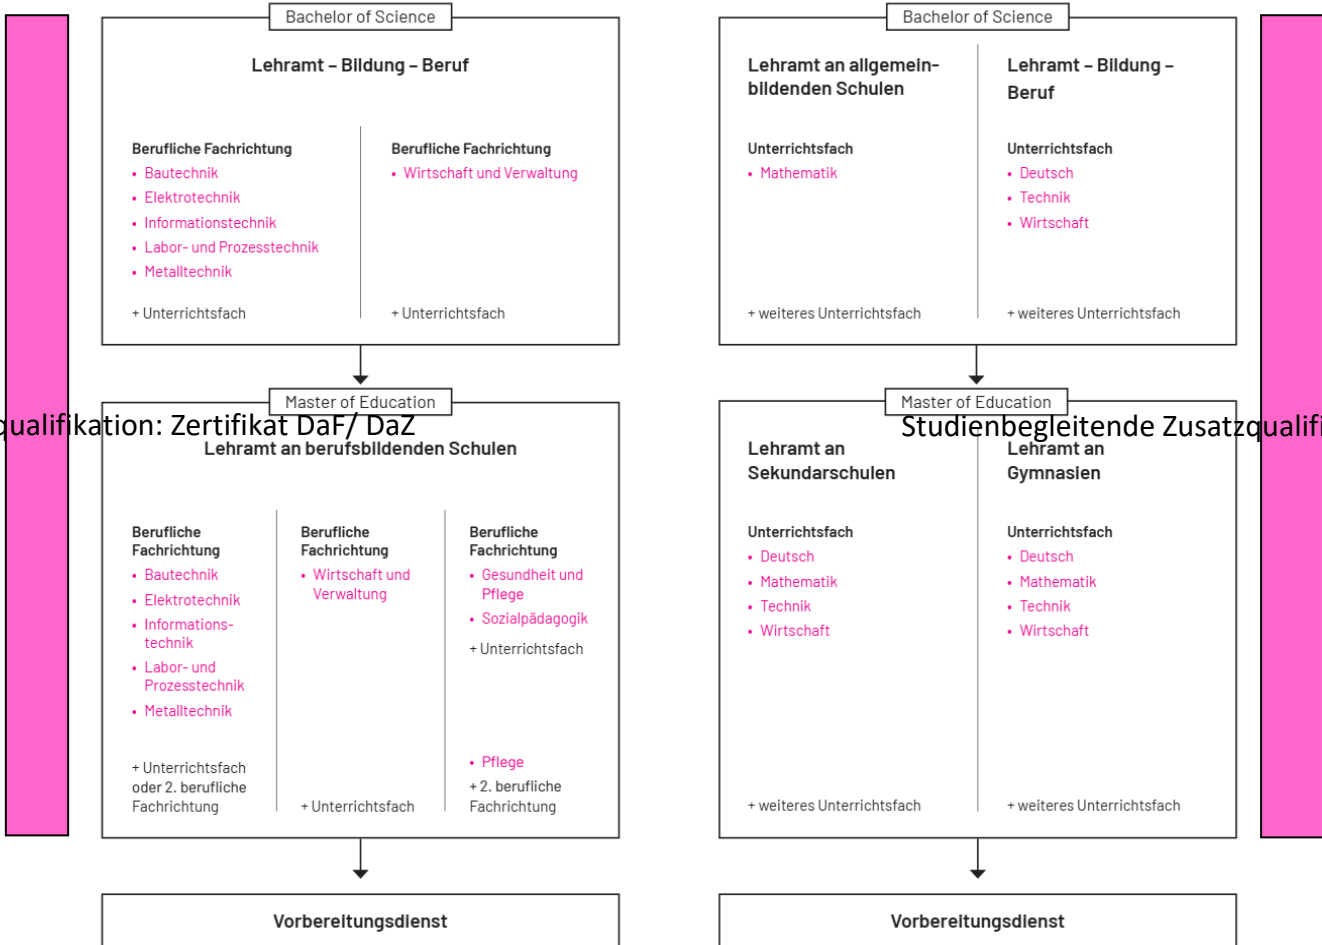 Bachelor of Science
Lehramt – Bildung – Beruf
Berufliche Fachrichtung
• Bautechnik
• Elektrotechnik
• Informationstechnik
• Labor- und Prozesstechnik
• Metalltechnik
+ Unterrichtsfach
Berufliche Fachrichtung
• Wirtschaft und Verwaltung
+ Unterrichtsfach
Master of Education
qualifikation: Zertifikat DaF/ DaZ
Lehramt an berufsbildenden Schulen
Berufliche
Fachrichtung
• Bautechnik
• Elektrotechnik
• Informations-
technik
• Labor- und
Prozesstechnik
• Metalltechnik
+ Unterrichtsfach
oder 2. berufliche
Fachrichtung
Berufliche
Fachrichtung
• Wirtschaft und
Verwaltung
+ Unterrichtsfach
Berufliche
Fachrichtung
• Gesundheit und
Pflege
• Sozialpädagogik
+ Unterrichtsfach
• Pflege
+ 2. berufliche
Fachrichtung
Vorbereitungsdienst
Bachelor of Science
Lehramt an allgemein-
bildenden Schulen
Unterrichtsfach
• Mathematik
+ weiteres Unterrichtsfach
Lehramt – Bildung –
Beruf
Unterrichtsfach
• Deutsch
• Technik
• Wirtschaft
+ weiteres Unterrichtsfach
Master of Education
Studienbegleitende Zusatzqualifi
Lehramt an
Sekundarschulen
Unterrichtsfach
• Deutsch
• Mathematik
• Technik
• Wirtschaft
+ weiteres Unterrichtsfach
Lehramt an
Gymnasien
Unterrichtsfach
• Deutsch
• Mathematik
• Technik
• Wirtschaft
+ weiteres Unterrichtsfach
Vorbereitungsdienst